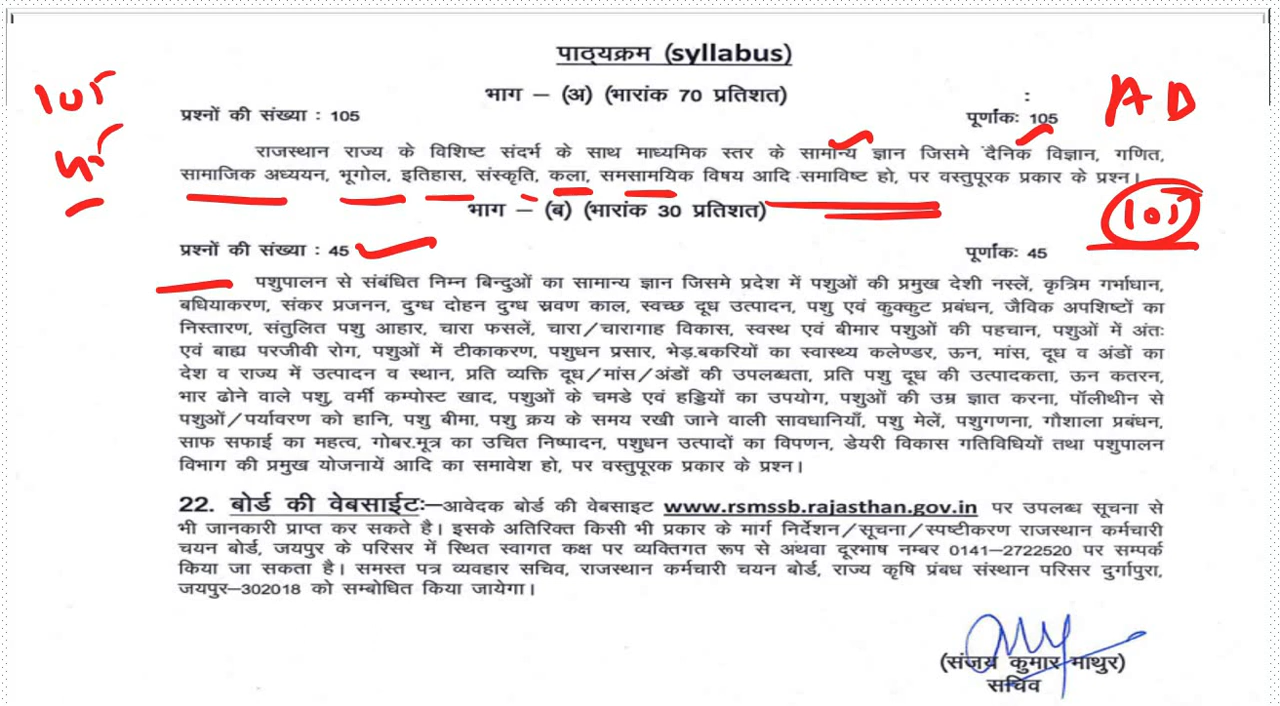 पाठ्यक्रम (syllabus)
भाग – (अ) (भारांक 70 प्रतिशत)
प्रश्नों की संख्या : 105
:
पूर्णांकः 105
105
45
A D
राजस्थान राज्य के विशिष्ट संदर्भ के साथ माध्यमिक स्तर के सामान्य ज्ञान जिसमे दैनिक विज्ञान, गणित,
सामाजिक अध्ययन, भूगोल, इतिहास, संस्कृति, कला, समसामयिक विषय आदि समाविष्ट हो, पर वस्तुपूरक प्रकार के प्रश्न।
105
भाग – (ब) (भारांक 30 प्रतिशत)
प्रश्नों की संख्या : 45
पूर्णांकः 45
पशुपालन से संबंधित निम्न बिन्दुओं का सामान्य ज्ञान जिसमे प्रदेश में पशुओं की प्रमुख देशी नस्लें, कृत्रिम गर्भाधान,
बधियाकरण, संकर प्रजनन, दुग्ध दोहन दुग्ध स्रवण काल, स्वच्छ दूध उत्पादन, पशु एवं कुक्कुट प्रबंधन, जैविक अपशिष्टों का
निस्तारण, संतुलित पशु आहार, चारा फसलें, चारा/चारागाह विकास, स्वस्थ एवं बीमार पशुओं की पहचान, पशुओं में अंतः
एवं बाह्य परजीवी रोग, पशुओं में टीकाकरण, पशुधन प्रसार, भेड़.बकरियों का स्वास्थ्य कलेण्डर, ऊन, मांस, दूध व अंडों का
देश व राज्य में उत्पादन व स्थान, प्रति व्यक्ति दूध/मांस/अंडों की उपलब्धता, प्रति पशु दूध की उत्पादकता, ऊन कतरन,
भार ढोने वाले पशु, वर्मी कम्पोस्ट खाद, पशुओं के चमडे एवं हड्डियों का उपयोग, पशुओं की उम्र ज्ञात करना, पॉलीथीन से
पशुओं/पर्यावरण को हानि, पशु बीमा, पशु क्रय के समय रखी जाने वाली सावधानियाँ, पशु मेलें, पशुगणना, गौशाला प्रबंधन,
साफ सफाई का महत्व, गोबर.मूत्र का उचित निष्पादन, पशुधन उत्पादों का विपणन, डेयरी विकास गतिविधियों तथा पशुपालन
विभाग की प्रमुख योजनायें आदि का समावेश हो, पर वस्तुपूरक प्रकार के प्रश्न।
22. बोर्ड की वेबसाईटः–आवेदक बोर्ड की वेबसाइट www.rsmssb.rajasthan.gov.in पर उपलब्ध सूचना से
भी जानकारी प्राप्त कर सकते है। इसके अतिरिक्त किसी भी प्रकार के मार्ग निर्देशन/सूचना/स्पष्टीकरण राजस्थान कर्मचारी
चयन बोर्ड, जयपुर के परिसर में स्थित स्वागत कक्ष पर व्यक्तिगत रूप से अथवा दूरभाष नम्बर 0141–2722520 पर सम्पर्क
किया जा सकता है। समस्त पत्र व्यवहार सचिव, राजस्थान कर्मचारी चयन बोर्ड, राज्य कृषि प्रंबध संस्थान परिसर दुर्गापुरा,
जयपुर–302018 को सम्बोधित किया जायेगा।
(संजय कुमार माथुर)
सचिव